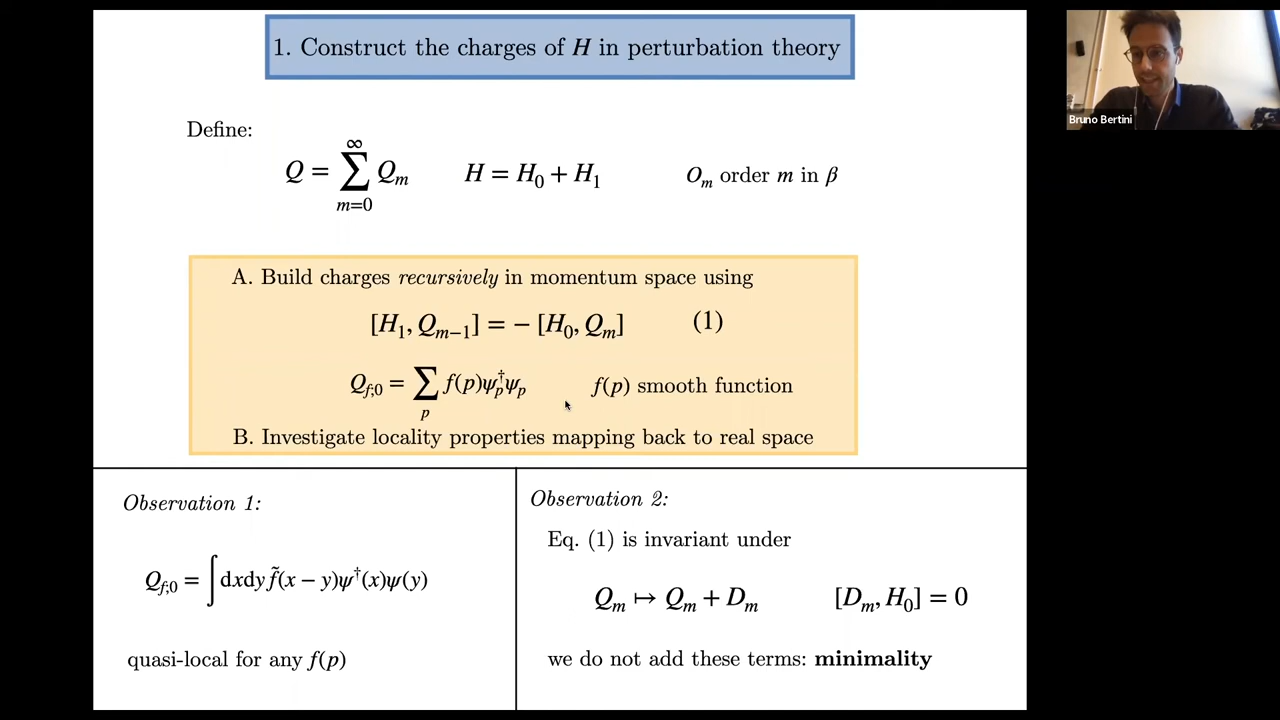 1. Construct the charges of H in perturbation theory
Bruno Bertini
Define:
Q = ∑_{m=0}^{∞} Q_m    H = H_0 + H_1    O_m order m in β
A. Build charges recursively in momentum space using
[H_1, Q_{m−1}] = − [H_0, Q_m]    (1)
Q_{f;0} = ∑_p f(p)ψ_p^†ψ_p    f(p) smooth function
B. Investigate locality properties mapping back to real space
Observation 1:
Q_{f;0} = ∫ dxdy f̃(x − y)ψ^†(x)ψ(y)
quasi-local for any f(p)
Observation 2:
Eq. (1) is invariant under
Q_m ↦ Q_m + D_m    [D_m, H_0] = 0
we do not add these terms: minimality